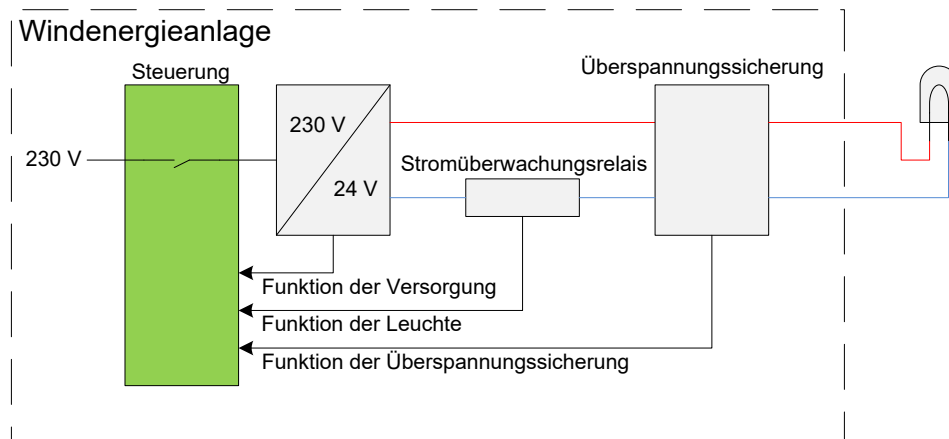 Windenergieanlage
Steuerung
Überspannungssicherung
230 V
230 V
24 V
Stromüberwachungsrelais
Funktion der Versorgung
Funktion der Leuchte
Funktion der Überspannungssicherung